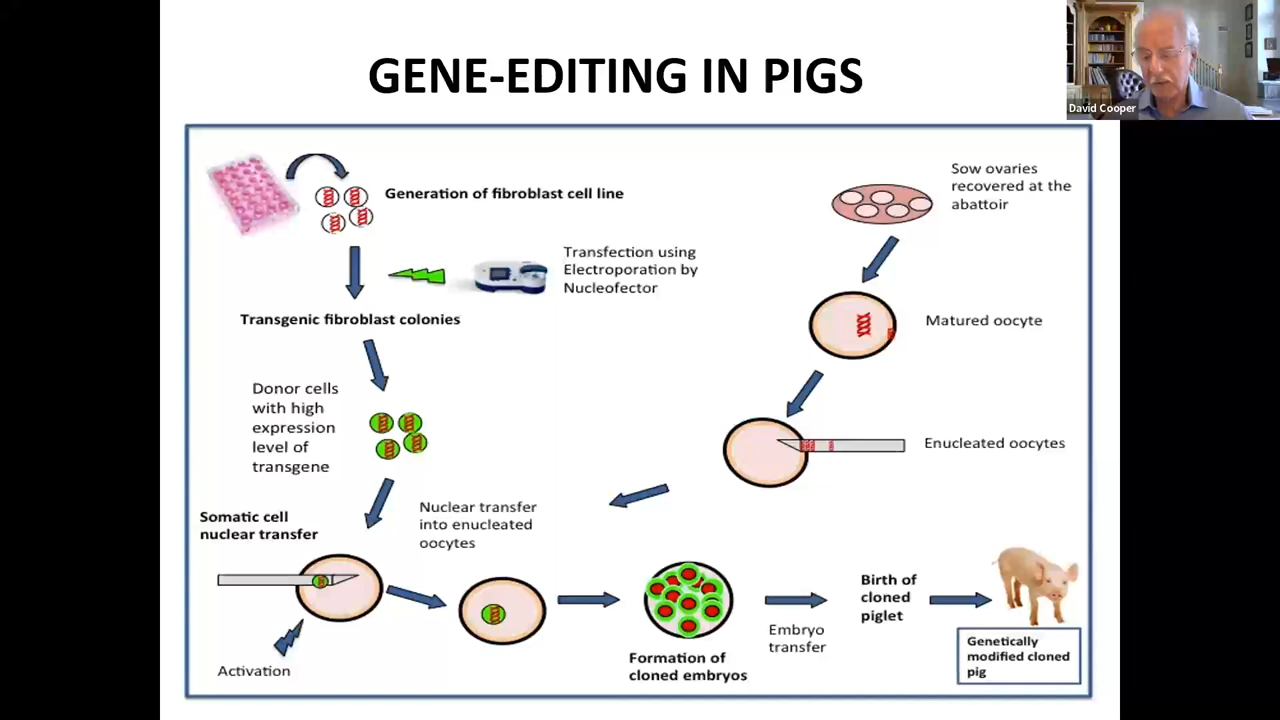 GENE-EDITING IN PIGS
David Cooper
Generation of fibroblast cell line
Sow ovaries
recovered at the
abattoir
Transfection using
Electroporation by
Nucleofector
Transgenic fibroblast colonies
Matured oocyte
Donor cells
with high
expression
level of
transgene
Enucleated oocytes
Somatic cell
nuclear transfer
Nuclear transfer
into enucleated
oocytes
Activation
Formation of
cloned embryos
Embryo
transfer
Birth of
cloned
piglet
Genetically
modified cloned
pig